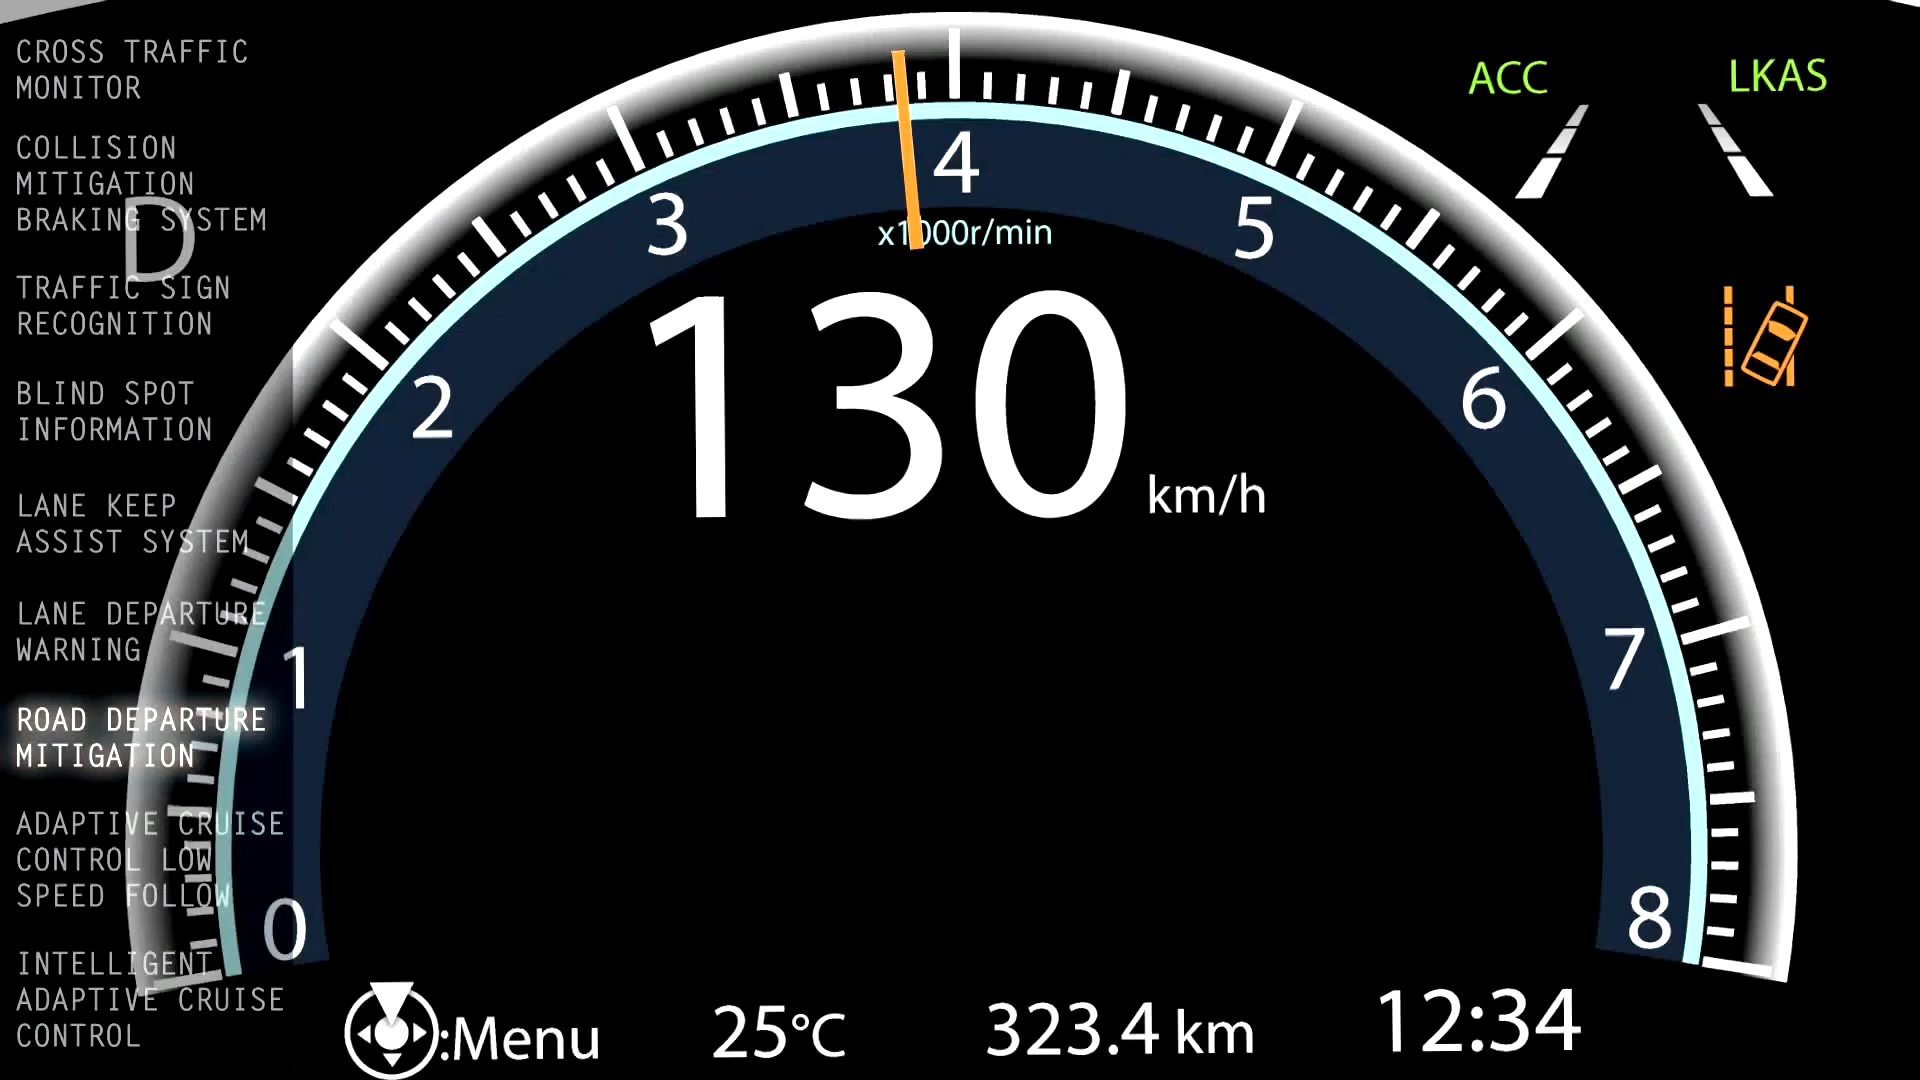 CROSS TRAFFIC
MONITOR
COLLISION
MITIGATION
BRAKING SYSTEM
D
TRAFFIC SIGN
RECOGNITION
BLIND SPOT
INFORMATION
LANE KEEP
ASSIST SYSTEM
LANE DEPARTURE
WARNING
ROAD DEPARTURE
MITIGATION
ADAPTIVE CRUISE
CONTROL LOW
SPEED FOLLOW
INTELLIGENT
ADAPTIVE CRUISE
CONTROL
0
1
2
3
4
5
6
7
8
x1000r/min
130 km/h
ACC
LKAS
:Menu
25°C
323.4 km
12:34